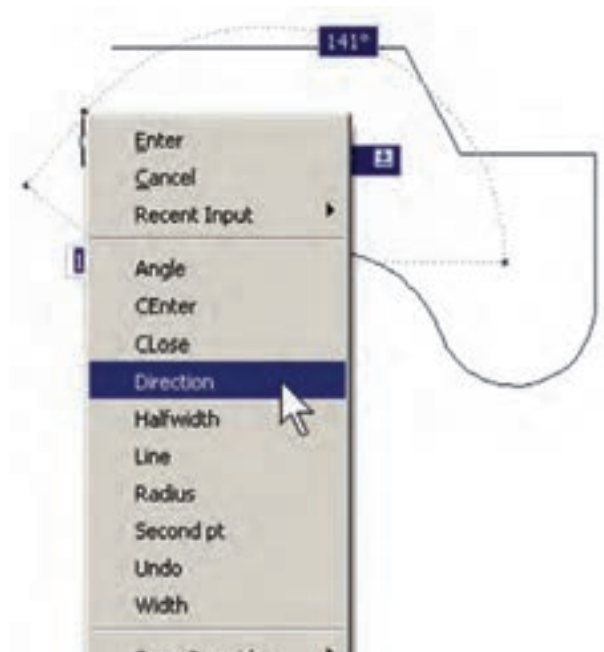 141°
Enter
Cancel
Recent Input
Angle
CEnter
CLose
Direction
Halfwidth
Line
Radius
Second pt
Undo
Width